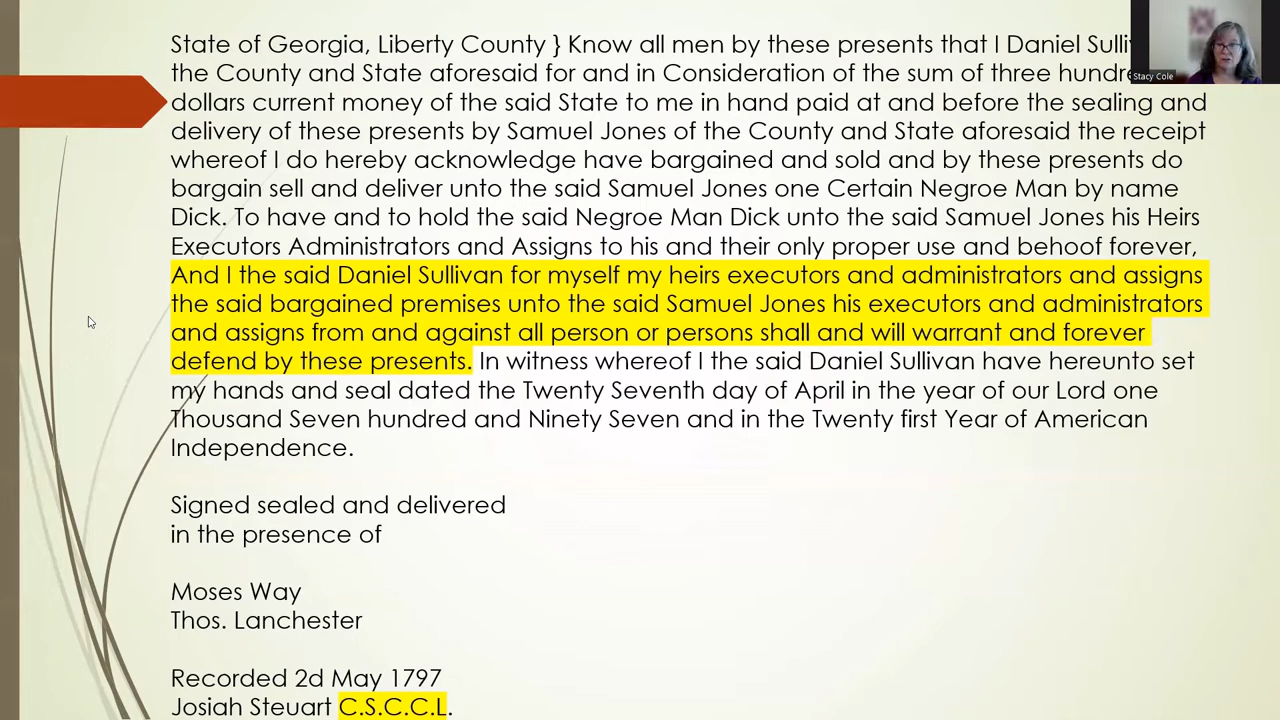 State of Georgia, Liberty County } Know all men by these presents that I Daniel
the County and State aforesaid for and in Consideration of the sum of three
dollars current money of the said State to me in hand paid at and before the sealing and
delivery of these presents by Samuel Jones of the County and State aforesaid the receipt
whereof I do hereby acknowledge have bargained and sold and by these presents do
bargain sell and deliver unto the said Samuel Jones one Certain Negroe Man by name
Dick. To have and to hold the said Negroe Man Dick unto the said Samuel Jones his Heirs
Executors Administrators and Assigns to his and their only proper use and behoof forever,
And I the said Daniel Sullivan for myself my heirs executors and administrators and assigns
the said bargained premises unto the said Samuel Jones his executors and administrators
and assigns from and against all person or persons shall and will warrant and forever
defend by these presents. In witness whereof I the said Daniel Sullivan have hereunto set
my hands and seal dated the Twenty Seventh day of April in the year of our Lord one
Thousand Seven hundred and Ninety Seven and in the Twenty first Year of American
Independence.
Signed sealed and delivered
in the presence of
Moses Way
Thos. Lanchester
Recorded 2d May 1797
Josiah Steuart C.S.C.C.L.
Stacy Cole